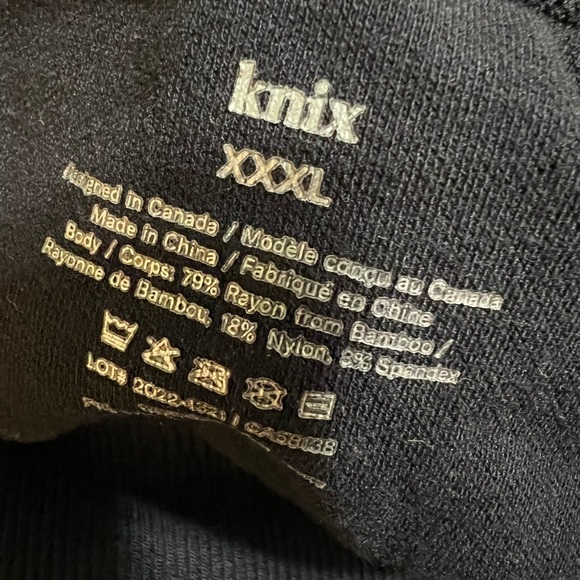 knix
XXXL
Designed in Canada / Modèle conçu au Canada
Made in China / Fabriqué en Chine
Body / Corps: 79% Rayon from Bamboo /
Rayonne de Bambou, 18% Nylon, 3% Spandex
LOT# CA58038